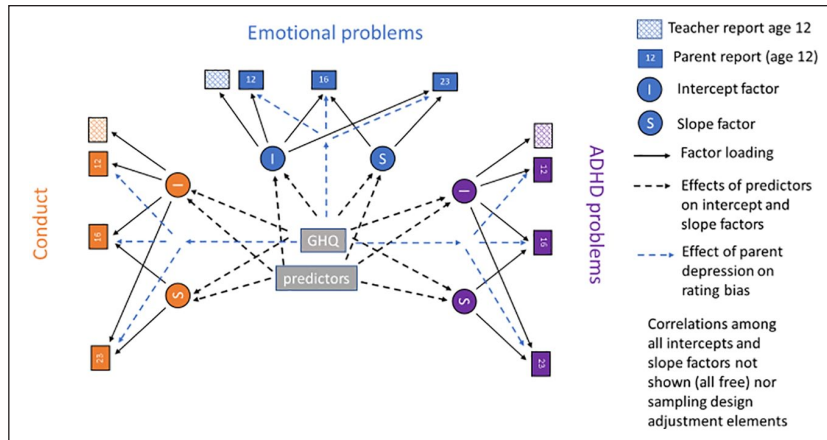 Emotional problems
12
16
23
I
S
Conduct
12
16
23
I
S
GHQ
predictors
I
S
12
16
23
ADHD problems
Teacher report age 12
12
Parent report (age 12)
I
Intercept factor
S
Slope factor
Factor loading
Effects of predictors
on intercept and
slope factors
Effect of parent
depression on
rating bias
Correlations among
all intercepts and
slope factors not
shown (all free) nor
sampling design
adjustment elements